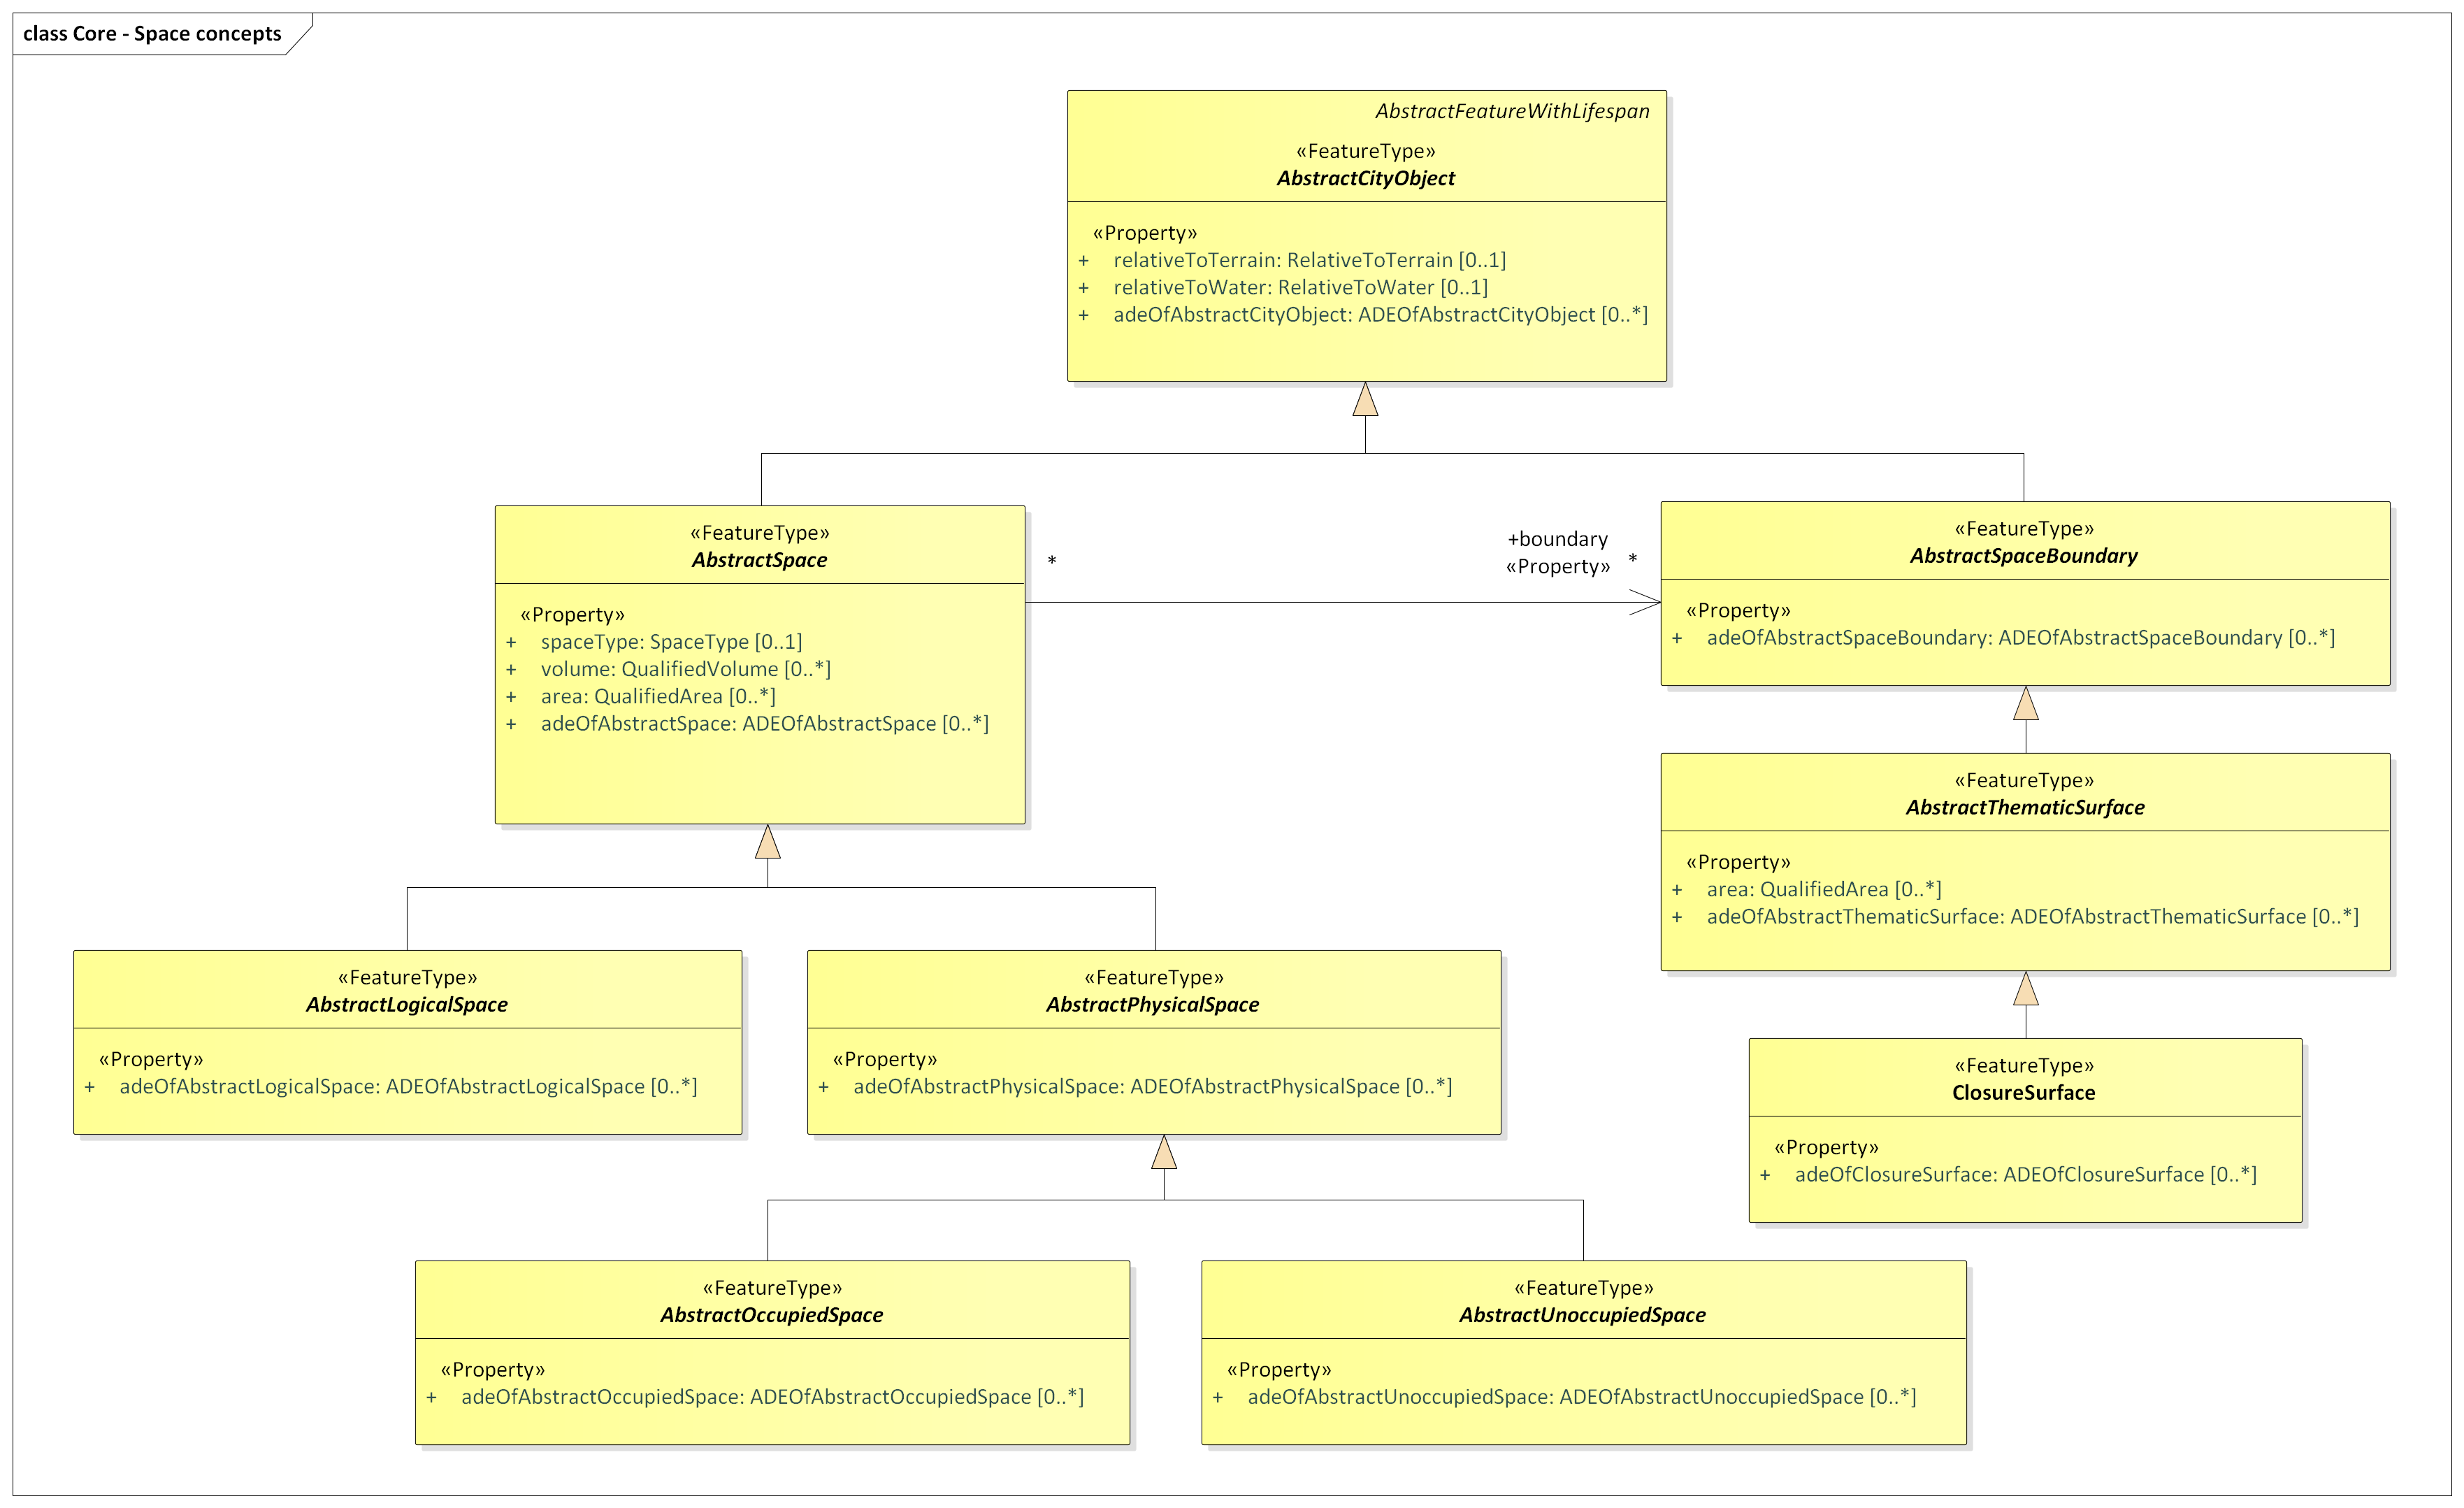 class Core - Space concepts
AbstractFeatureWithLifespan
«FeatureType»
AbstractCityObject
«Property»
+ relativeToTerrain: RelativeToTerrain [0..1]
+ relativeToWater: RelativeToWater [0..1]
+ adeOfAbstractCityObject: ADEOfAbstractCityObject [0..*]
«FeatureType»
AbstractSpace
«Property»
+ spaceType: SpaceType [0..1]
+ volume: QualifiedVolume [0..*]
+ area: QualifiedArea [0..*]
+ adeOfAbstractSpace: ADEOfAbstractSpace [0..*]
*
+boundary
«Property»
*
«FeatureType»
AbstractSpaceBoundary
«Property»
+ adeOfAbstractSpaceBoundary: ADEOfAbstractSpaceBoundary [0..*]
«FeatureType»
AbstractThematicSurface
«Property»
+ area: QualifiedArea [0..*]
+ adeOfAbstractThematicSurface: ADEOfAbstractThematicSurface [0..*]
«FeatureType»
AbstractLogicalSpace
«Property»
+ adeOfAbstractLogicalSpace: ADEOfAbstractLogicalSpace [0..*]
«FeatureType»
AbstractPhysicalSpace
«Property»
+ adeOfAbstractPhysicalSpace: ADEOfAbstractPhysicalSpace [0..*]
«FeatureType»
ClosureSurface
«Property»
+ adeOfClosureSurface: ADEOfClosureSurface [0..*]
«FeatureType»
AbstractOccupiedSpace
«Property»
+ adeOfAbstractOccupiedSpace: ADEOfAbstractOccupiedSpace [0..*]
«FeatureType»
AbstractUnoccupiedSpace
«Property»
+ adeOfAbstractUnoccupiedSpace: ADEOfAbstractUnoccupiedSpace [0..*]